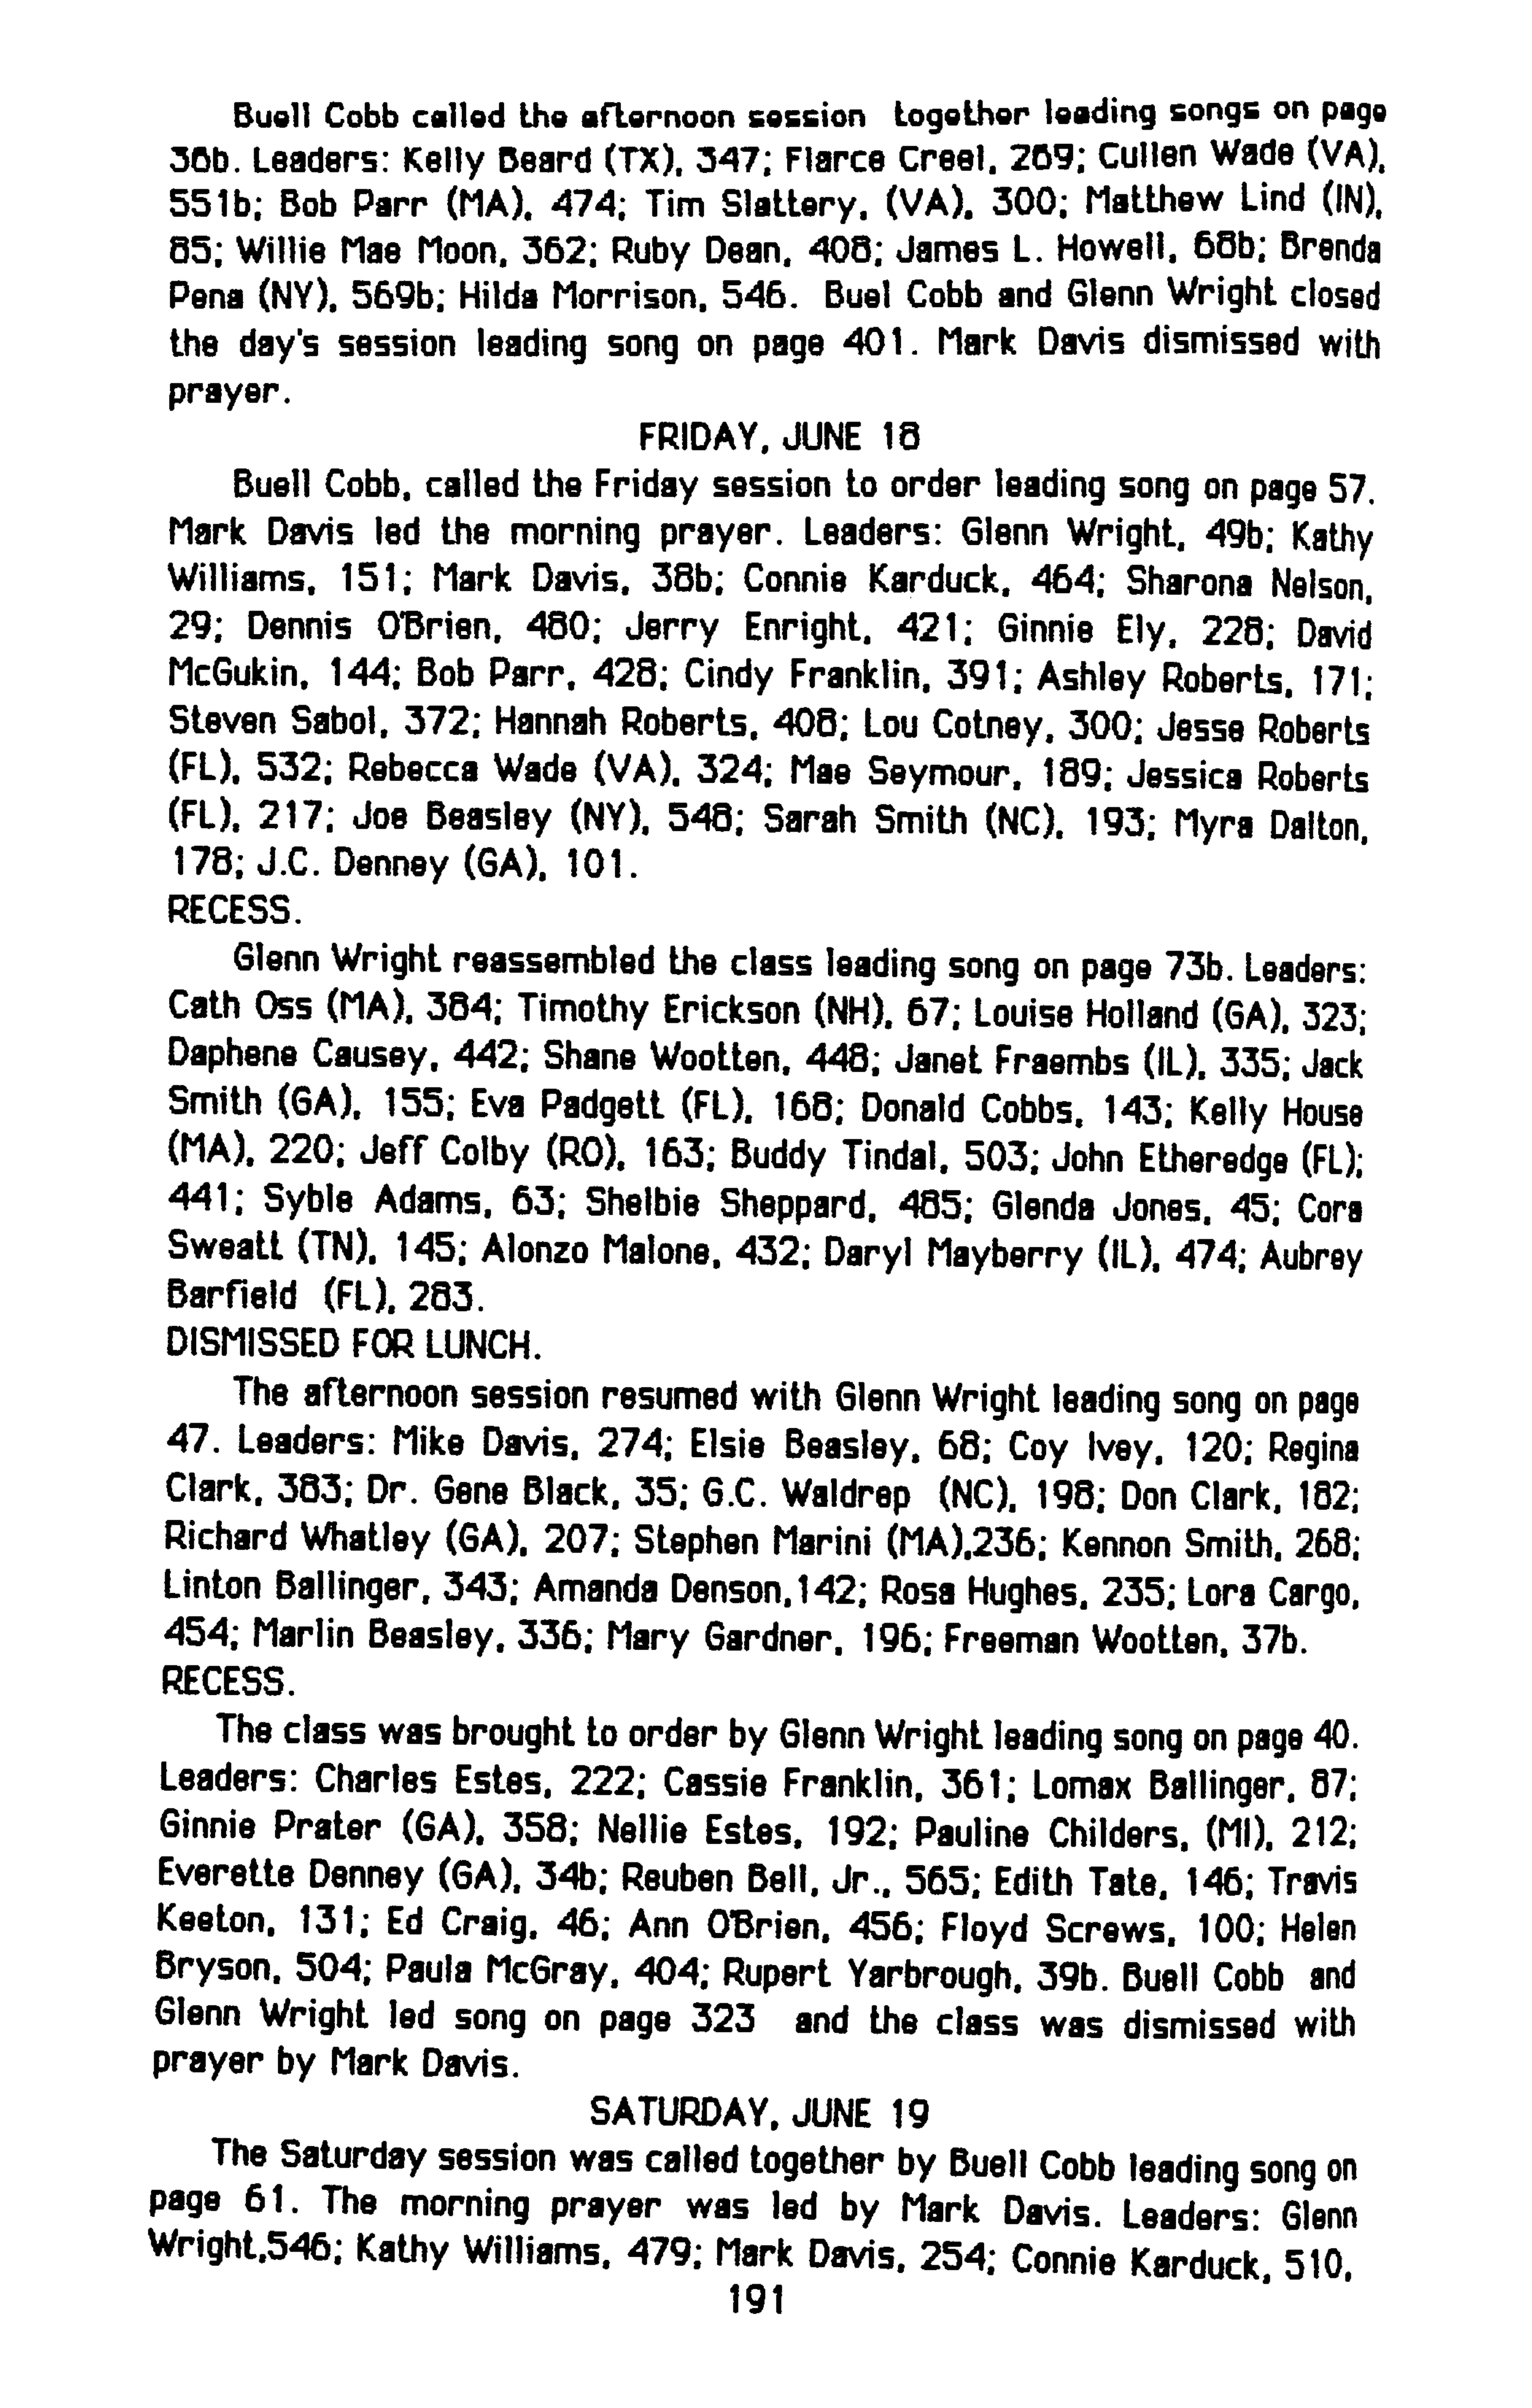 Buell Cobb called the afternoon session together leading songs on page
38b. Leaders: Kelly Beard (TX), 347; Flarce Creel, 269; Cullen Wade (VA),
551b; Bob Parr (MA), 474; Tim Slattery, (VA), 300; Matthew Lind (IN),
85; Willie Mae Moon, 362; Ruby Dean, 408; James L. Howell, 68b; Brenda
Pena (NY), 569b; Hilda Morrison, 546. Buel Cobb and Glenn Wright closed
the day's session leading song on page 401. Mark Davis dismissed with
prayer.
FRIDAY, JUNE 18
Buell Cobb, called the Friday session to order leading song on page 57.
Mark Davis led the morning prayer. Leaders: Glenn Wright, 49b; Kathy
Williams, 151; Mark Davis, 38b; Connie Karduck, 464; Sharona Nelson,
29; Dennis O'Brien, 480; Jerry Enright, 421; Ginnie Ely, 228; David
McGukin, 144; Bob Parr, 428; Cindy Franklin, 391; Ashley Roberts, 171;
Steven Sabol, 372; Hannah Roberts, 408; Lou Cotney, 300; Jesse Roberts
(FL), 532; Rebecca Wade (VA), 324; Mae Seymour, 189; Jessica Roberts
(FL), 217; Joe Beasley (NY), 548; Sarah Smith (NC), 193; Myra Dalton,
178; J.C. Denney (GA), 101.
RECESS.
Glenn Wright reassembled the class leading song on page 73b. Leaders:
Cath Oss (MA), 384; Timothy Erickson (NH), 67; Louise Holland (GA), 323;
Daphene Causey, 442; Shane Wootten, 448; Janet Fraembs (IL), 335; Jack
Smith (GA), 155; Eva Padgett (FL), 168; Donald Cobbs, 143; Kelly House
(MA), 220; Jeff Colby (RO), 163; Buddy Tindal, 503; John Etheredge (FL);
441; Syble Adams, 63; Shelbie Sheppard, 485; Glenda Jones, 45; Cora
Sweatt (TN), 145; Alonzo Malone, 432; Daryl Mayberry (IL), 474; Aubrey
Barfield (FL), 283.
DISMISSED FOR LUNCH.
The afternoon session resumed with Glenn Wright leading song on page
47. Leaders: Mike Davis, 274; Elsie Beasley, 68; Coy Ivey, 120; Regina
Clark, 383; Dr. Gene Black, 35; G.C. Waldrep (NC), 198; Don Clark, 182;
Richard Whatley (GA), 207; Stephen Marini (MA),236; Kennon Smith, 268;
Linton Ballinger, 343; Amanda Denson,142; Rosa Hughes, 235; Lora Cargo,
454; Marlin Beasley, 336; Mary Gardner, 196; Freeman Wootten, 37b.
RECESS.
The class was brought to order by Glenn Wright leading song on page 40.
Leaders: Charles Estes, 222; Cassie Franklin, 361; Lomax Ballinger, 87;
Ginnie Prater (GA), 358; Nellie Estes, 192; Pauline Childers, (MI), 212;
Everette Denney (GA), 34b; Reuben Bell, Jr., 565; Edith Tate, 146; Travis
Keeton, 131; Ed Craig, 46; Ann O'Brien, 456; Floyd Screws, 100; Helen
Bryson, 504; Paula McGray, 404; Rupert Yarbrough, 39b. Buell Cobb and
Glenn Wright led song on page 323 and the class was dismissed with
prayer by Mark Davis.
SATURDAY, JUNE 19
The Saturday session was called together by Buell Cobb leading song on
page 61. The morning prayer was led by Mark Davis. Leaders: Glenn
Wright,546; Kathy Williams, 479; Mark Davis, 254; Connie Karduck, 510,
191